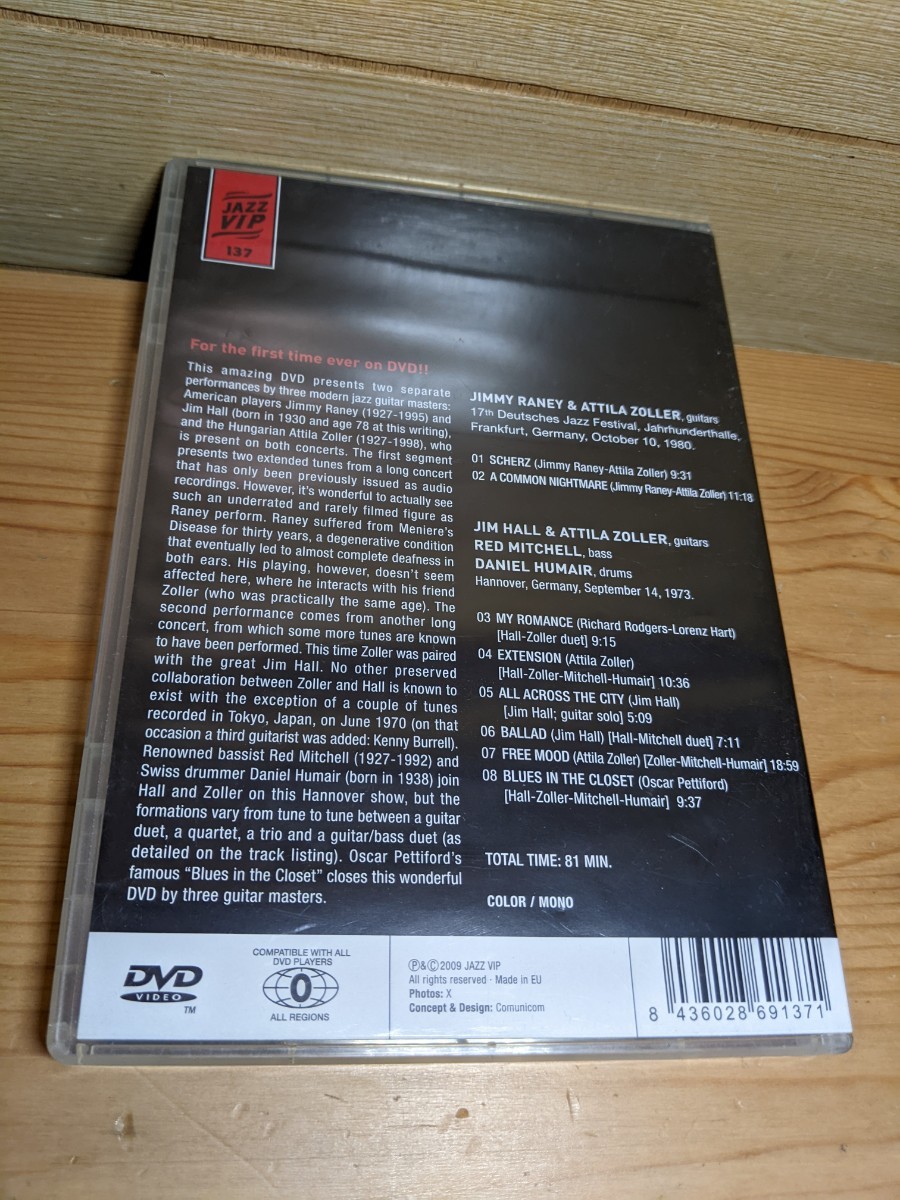 JAZZ
VIP
137
For the first time ever on DVD!!
This amazing DVD presents two separate
performances by three modern jazz guitar masters:
American players Jimmy Raney (1927-1995) and
Jim Hall (born in 1930 and age 78 at this writing),
and the Hungarian Attila Zoller (1927-1998), who
is present on both concerts. The first segment
presents two extended tunes from a long concert
that has only been previously issued as audio
recordings. However, it's wonderful to actually see
such an underrated and rarely filmed figure as
Raney perform. Raney suffered from Meniere's
Disease for thirty years, a degenerative condition
that eventually led to almost complete deafness in
both ears. His playing, however, doesn't seem
affected here, where he interacts with his friend
Zoller (who was practically the same age). The
second performance comes from another long
concert, from which some more tunes are known
to have been performed. This time Zoller was paired
with the great Jim Hall. No other preserved
collaboration between Zoller and Hall is known to
exist with the exception of a couple of tunes
recorded in Tokyo, Japan, on June 1970 (on that
occasion a third guitarist was added: Kenny Burrell).
Renowned bassist Red Mitchell (1927-1992) and
Swiss drummer Daniel Humair (born in 1938) join
Hall and Zoller on this Hannover show, but the
formations vary from tune to tune between a guitar
duet, a quartet, a trio and a guitar/bass duet (as
detailed on the track listing). Oscar Pettiford's
famous "Blues in the Closet" closes this wonderful
DVD by three guitar masters.
JIMMY RANEY & ATTILA ZOLLER, guitars
17th Deutsches Jazz Festival, Jahrhunderthalle,
Frankfurt, Germany, October 10, 1980.
01 SCHERZ (Jimmy Raney-Attila Zoller) 9:31
02 A COMMON NIGHTMARE (Jimmy Raney-Attila Zoller) 11:18
JIM HALL & ATTILA ZOLLER, guitars
RED MITCHELL, bass
DANIEL HUMAIR, drums
Hannover, Germany, September 14, 1973.
03 MY ROMANCE (Richard Rodgers-Lorenz Hart)
[Hall-Zoller duet] 9:15
04 EXTENSION (Attila Zoller)
[Hall-Zoller-Mitchell-Humair] 10:36
05 ALL ACROSS THE CITY (Jim Hall)
[Jim Hall; guitar solo] 5:09
06 BALLAD (Jim Hall) [Hall-Mitchell duet] 7:11
07 FREE MOOD (Attila Zoller) [Zoller-Mitchell-Humair] 18:59
08 BLUES IN THE CLOSET (Oscar Pettiford)
[Hall-Zoller-Mitchell-Humair] 9:37
TOTAL TIME: 81 MIN.
COLOR / MONO
DVD
VIDEO
TM
COMPATIBLE WITH ALL
DVD PLAYERS
0
ALL REGIONS
℗&© 2009 JAZZ VIP
All rights reserved · Made in EU
Photos: X
Concept & Design: Comunicom
8 436028 691371